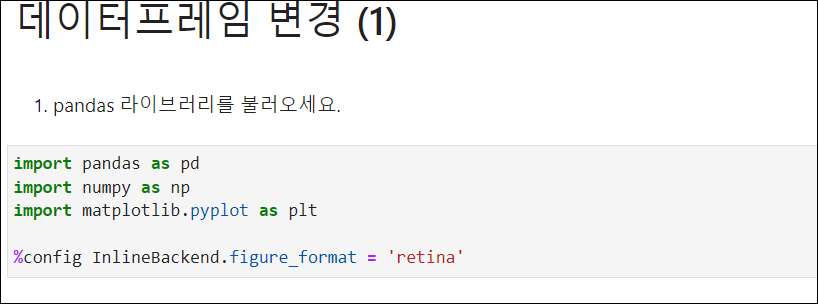 데이터프레임 변경 (1)
1. pandas 라이브러리를 불러오세요.
import pandas as pd
import numpy as np
import matplotlib.pyplot as plt
%config InlineBackend.figure_format = 'retina'